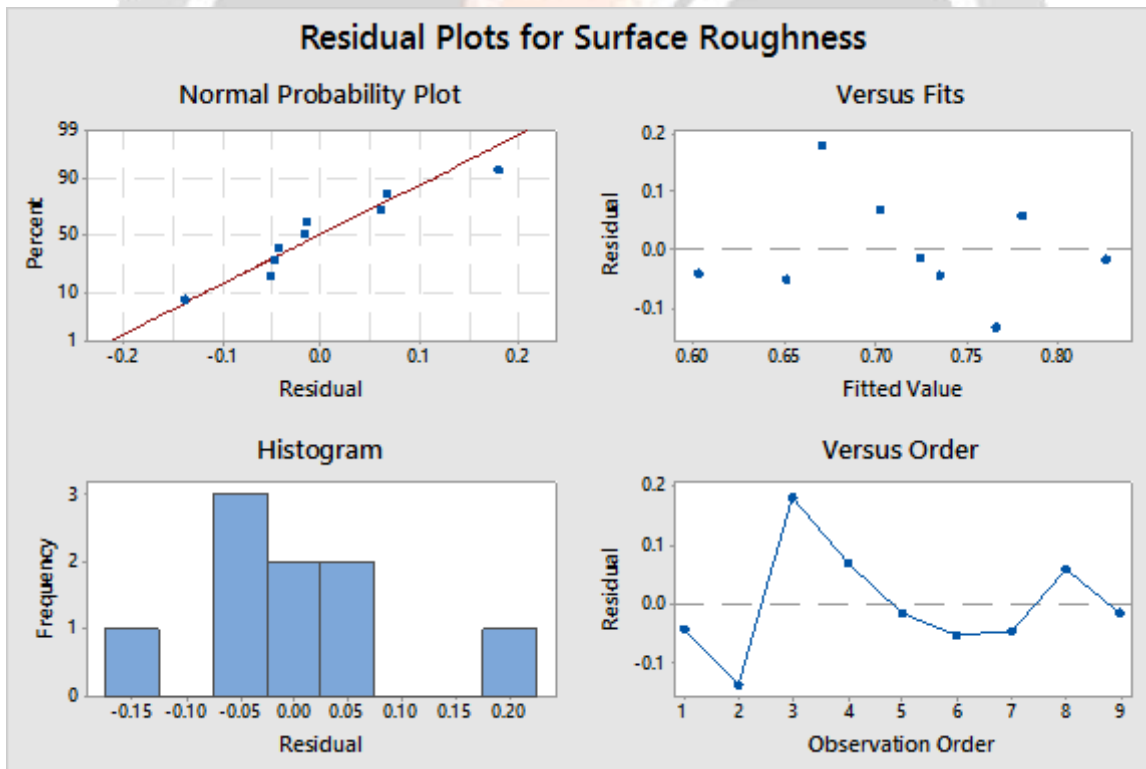 Residual Plots for Surface Roughness
Normal Probability Plot
99
90
50
10
1
Percent
-0.2 -0.1 0.0 0.1 0.2
Residual
Versus Fits
0.2
0.1
0.0
-0.1
Residual
0.60 0.65 0.70 0.75 0.80
Fitted Value
Histogram
3
2
1
0
Frequency
-0.15 -0.10 -0.05 0.00 0.05 0.10 0.15 0.20
Residual
Versus Order
0.2
0.1
0.0
-0.1
Residual
1 2 3 4 5 6 7 8 9
Observation Order